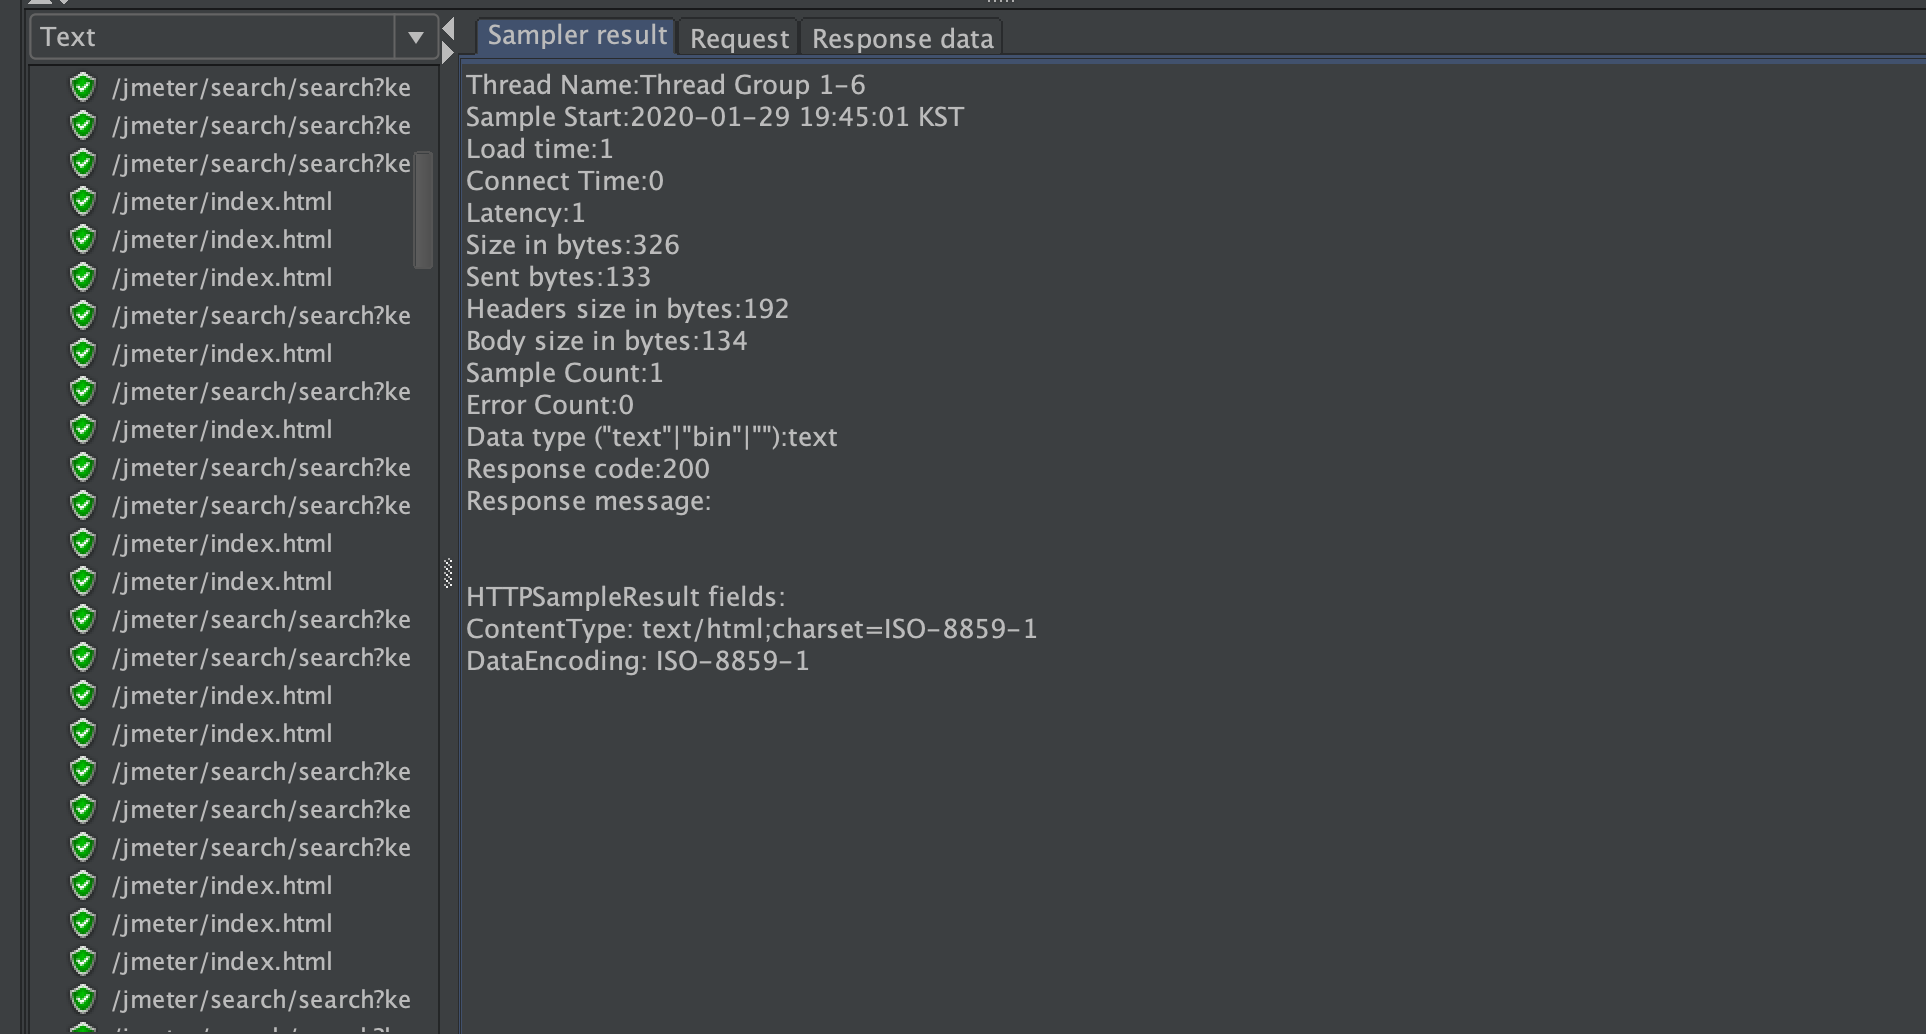 Text
Sampler result
Request
Response data
/jmeter/search/search?ke
/jmeter/search/search?ke
/jmeter/search/search?ke
/jmeter/index.html
/jmeter/index.html
/jmeter/index.html
/jmeter/search/search?ke
/jmeter/index.html
/jmeter/search/search?ke
/jmeter/index.html
/jmeter/search/search?ke
/jmeter/search/search?ke
/jmeter/index.html
/jmeter/index.html
/jmeter/search/search?ke
/jmeter/search/search?ke
/jmeter/index.html
/jmeter/index.html
/jmeter/search/search?ke
/jmeter/search/search?ke
/jmeter/search/search?ke
/jmeter/index.html
/jmeter/index.html
/jmeter/index.html
/jmeter/search/search?ke
Thread Name:Thread Group 1-6
Sample Start:2020-01-29 19:45:01 KST
Load time:1
Connect Time:0
Latency:1
Size in bytes:326
Sent bytes:133
Headers size in bytes:192
Body size in bytes:134
Sample Count:1
Error Count:0
Data type ("text"|"bin"|""):text
Response code:200
Response message:
HTTPSampleResult fields:
ContentType: text/html;charset=ISO-8859-1
DataEncoding: ISO-8859-1